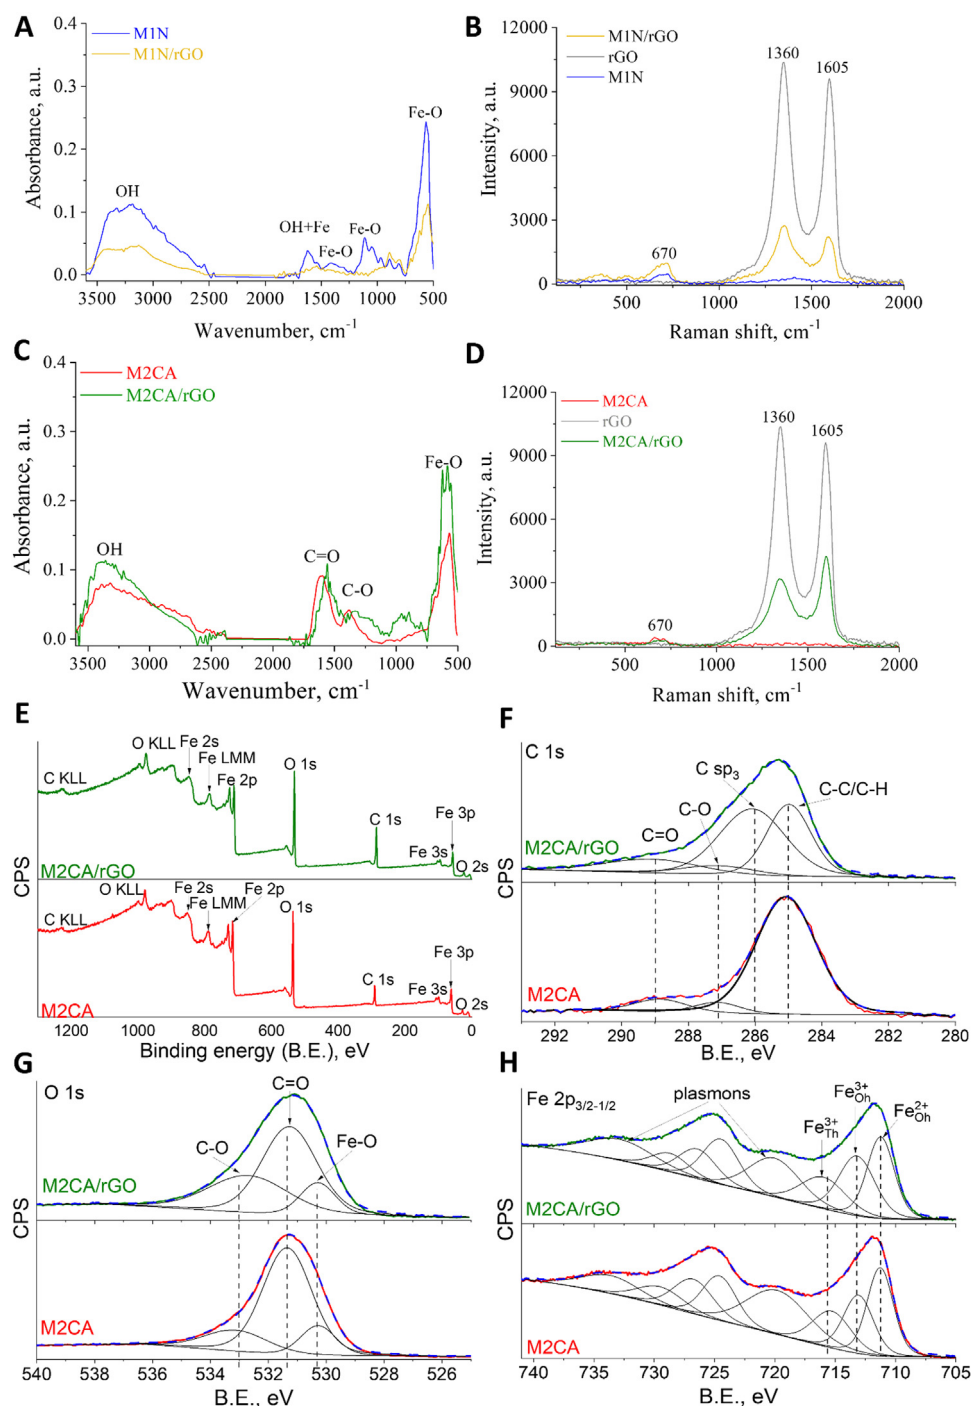 A
0.4
0.3
0.2
0.1
0.0
Absorbance, a.u.
M1N
M1N/rGO
OH
OH+Fe
Fe-O
Fe-O
Fe-O
3500 3000 2500 2000 1500 1000 500
Wavenumber, cm-1
B
12000
9000
6000
3000
0
Intensity, a.u.
M1N/rGO
rGO
M1N
670
1360
1605
500 1000 1500 2000
Raman shift, cm-1
C
0.4
0.3
0.2
0.1
0.0
Absorbance, a.u.
M2CA
M2CA/rGO
OH
C=O
C-O
Fe-O
3500 3000 2500 2000 1500 1000 500
Wavenumber, cm-1
D
12000
9000
6000
3000
0
Intensity, a.u.
M2CA
rGO
M2CA/rGO
670
1360
1605
500 1000 1500 2000
Raman shift, cm-1
E
CPS
C KLL
O KLL
Fe 2s
Fe LMM
Fe 2p
O 1s
C 1s
Fe 3p
Fe 3s
O 2s
M2CA/rGO
C KLL
O KLL
Fe 2s
Fe LMM
Fe 2p
O 1s
C 1s
Fe 3p
Fe 3s
O 2s
M2CA
1200 1000 800 600 400 200 0
Binding energy (B.E.), eV
F
C 1s
CPS
C=O
C-O
C sp3
C-C/C-H
M2CA/rGO
M2CA
292 290 288 286 284 282 280
B.E., eV
G
O 1s
CPS
C-O
C=O
Fe-O
M2CA/rGO
M2CA
540 535 530 525
B.E., eV
H
Fe 2p3/2-1/2
CPS
plasmons
Fe3+Th
Fe3+Oh
Fe2+Oh
M2CA/rGO
M2CA
740 735 730 725 720 715 710 705
B.E., eV